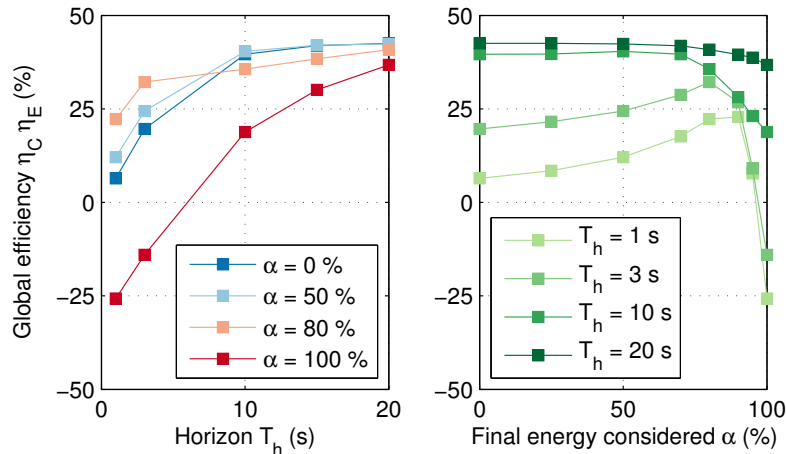 Global efficiency η_C η_E (%)
50
25
0
−25
−50
0
10
20
Horizon T_h (s)
α = 0 %
α = 50 %
α = 80 %
α = 100 %
50
25
0
−25
−50
0
50
100
Final energy considered α (%)
T_h = 1 s
T_h = 3 s
T_h = 10 s
T_h = 20 s